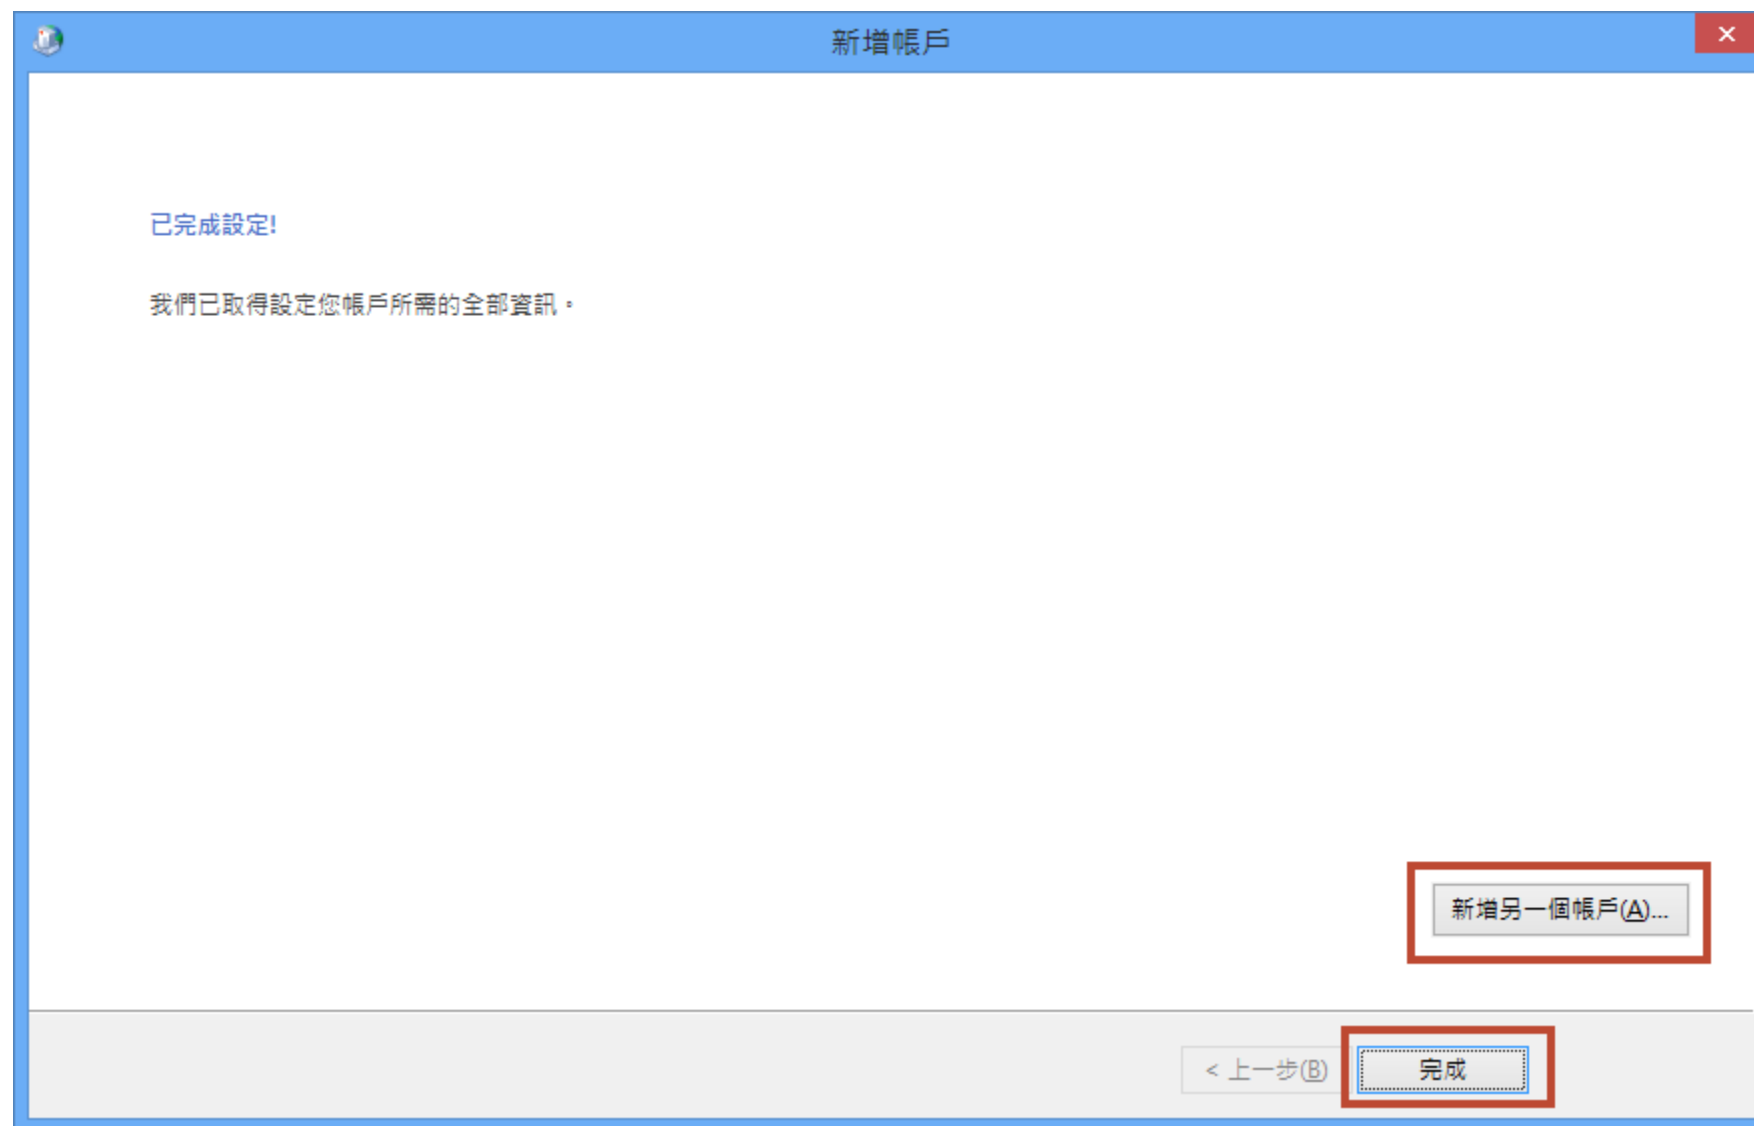 新增帳戶
已完成設定!
我們已取得設定您帳戶所需的全部資訊。
新增另一個帳戶(A)...
< 上一步(B)
完成